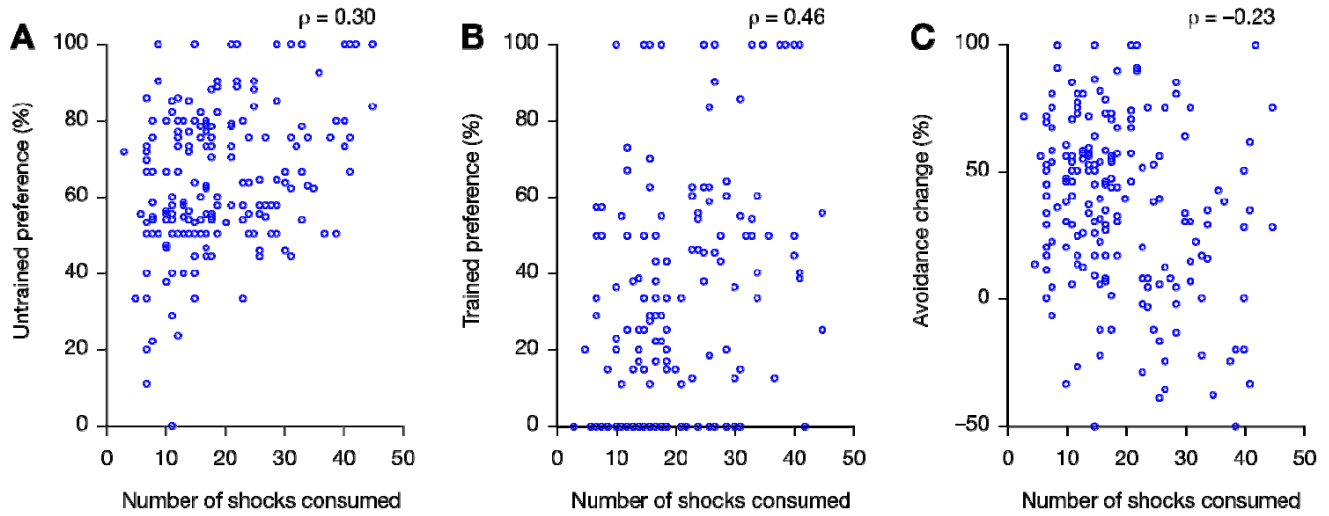 A
ρ = 0.30
Untrained preference (%)
100
80
60
40
20
0
0 10 20 30 40 50
Number of shocks consumed
B
ρ = 0.46
Trained preference (%)
100
80
60
40
20
0
0 10 20 30 40 50
Number of shocks consumed
C
ρ = –0.23
Avoidance change (%)
100
50
0
–50
0 10 20 30 40 50
Number of shocks consumed